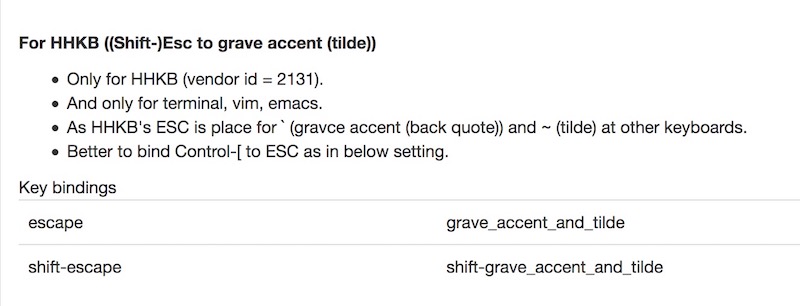 For HHKB ((Shift-)Esc to grave accent (tilde))
• Only for HHKB (vendor id = 2131).
• And only for terminal, vim, emacs.
• As HHKB's ESC is place for ` (gravce accent (back quote)) and ~ (tilde) at other keyboards.
• Better to bind Control-[ to ESC as in below setting.
Key bindings
escape grave_accent_and_tilde
shift-escape shift-grave_accent_and_tilde